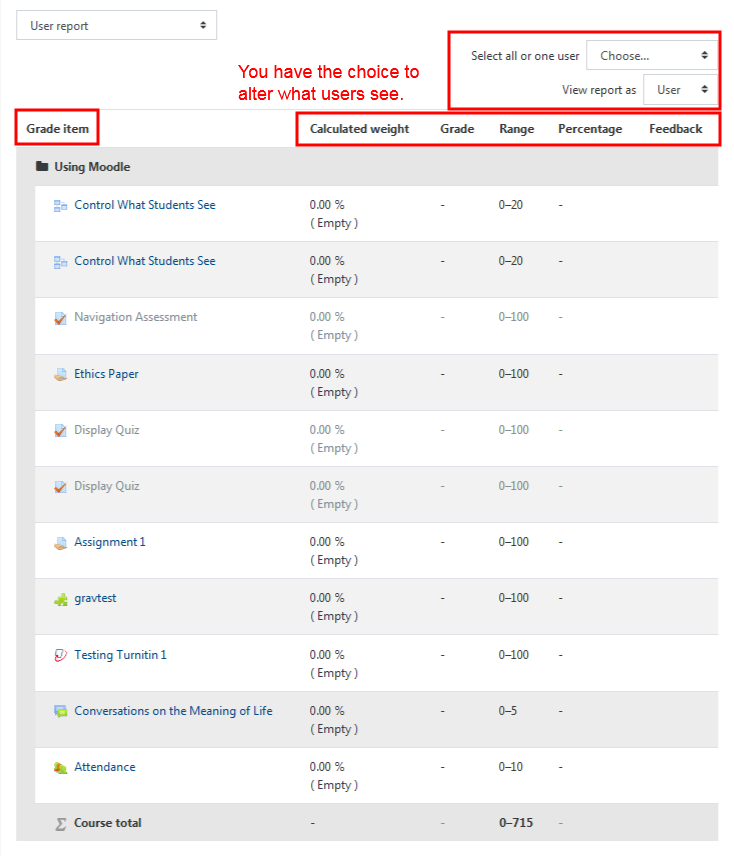 User report
Select all or one user Choose...
You have the choice to
alter what users see.
View report as User
Grade item Calculated weight Grade Range Percentage Feedback
Using Moodle
Control What Students See 0.00 % - 0–20 -
( Empty )
Control What Students See 0.00 % - 0–20 -
( Empty )
Navigation Assessment 0.00 % - 0–100 -
( Empty )
Ethics Paper 0.00 % - 0–100 -
( Empty )
Display Quiz 0.00 % - 0–100 -
( Empty )
Display Quiz 0.00 % - 0–100 -
( Empty )
Assignment 1 0.00 % - 0–100 -
( Empty )
gravtest 0.00 % - 0–100 -
( Empty )
Testing Turnitin 1 0.00 % - 0–100 -
( Empty )
Conversations on the Meaning of Life 0.00 % - 0–5 -
( Empty )
Attendance 0.00 % - 0–10 -
( Empty )
Σ Course total - - 0–715 -